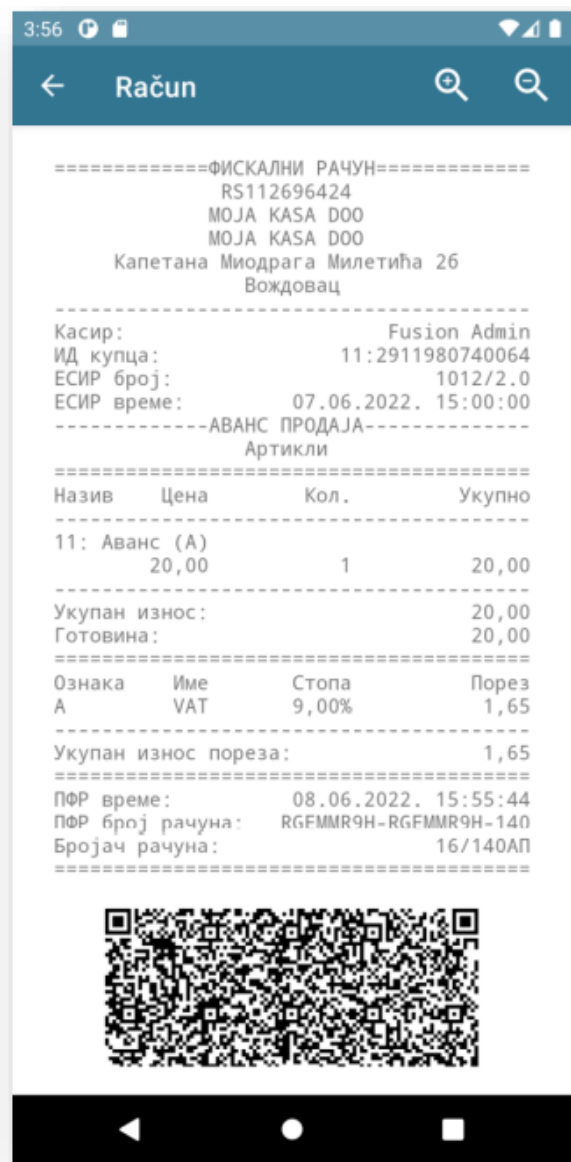 3:56
Račun
=============ФИСКАЛНИ РАЧУН=============
RS112696424
MOJA KASA DOO
MOJA KASA DOO
Капетана Миодрага Милетића 26
Вождовац
----------------------------------------
Касир: Fusion Admin
ИД купца: 11:2911980740064
ЕСИР број: 1012/2.0
ЕСИР време: 07.06.2022. 15:00:00
-------------АВАНС ПРОДАЈА--------------
Артикли
========================================
Назив Цена Кол. Укупно
----------------------------------------
11: Аванс (А)
20,00 1 20,00
----------------------------------------
Укупан износ: 20,00
Готовина: 20,00
========================================
Ознака Име Стопа Порез
А VAT 9,00% 1,65
----------------------------------------
Укупан износ пореза: 1,65
========================================
ПФР време: 08.06.2022. 15:55:44
ПФР број рачуна: RGEMMR9H-RGEMMR9H-140
Бројач рачуна: 16/140АП
========================================